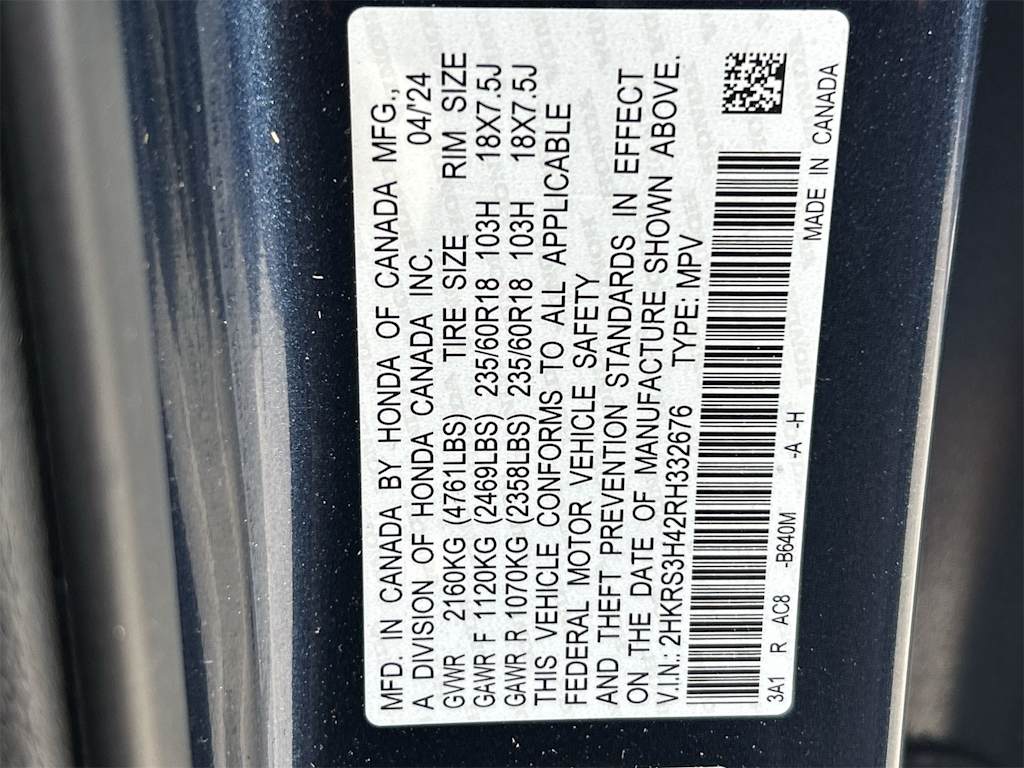 MFD. IN CANADA BY HONDA OF CANADA MFG.,
A DIVISION OF HONDA CANADA INC. 04/'24
GVWR 2160KG (4761LBS) TIRE SIZE RIM SIZE
GAWR F 1120KG (2469LBS) 235/60R18 103H 18X7.5J
GAWR R 1070KG (2358LBS) 235/60R18 103H 18X7.5J
THIS VEHICLE CONFORMS TO ALL APPLICABLE
FEDERAL MOTOR VEHICLE SAFETY
AND THEFT PREVENTION STANDARDS IN EFFECT
ON THE DATE OF MANUFACTURE SHOWN ABOVE.
V.I.N.: 2HKRS3H42RH332676 TYPE: MPV
3A1 R AC8 -B640M -A -H
MADE IN CANADA